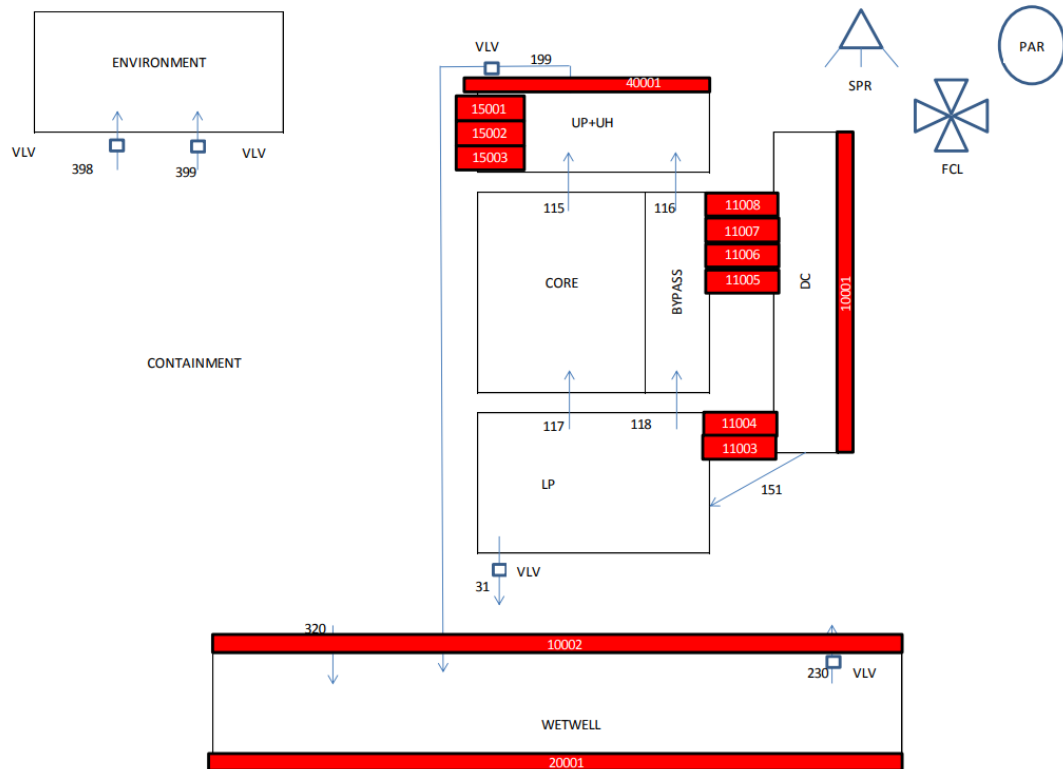 ENVIRONMENT
VLV
398
399
VLV
VLV
199
40001
15001
15002
15003
UP+UH
SPR
PAR
FCL
115
116
11008
11007
11006
11005
CORE
BYPASS
DC
10001
CONTAINMENT
117
118
11004
11003
LP
151
31
VLV
320
10002
230
VLV
WETWELL
20001